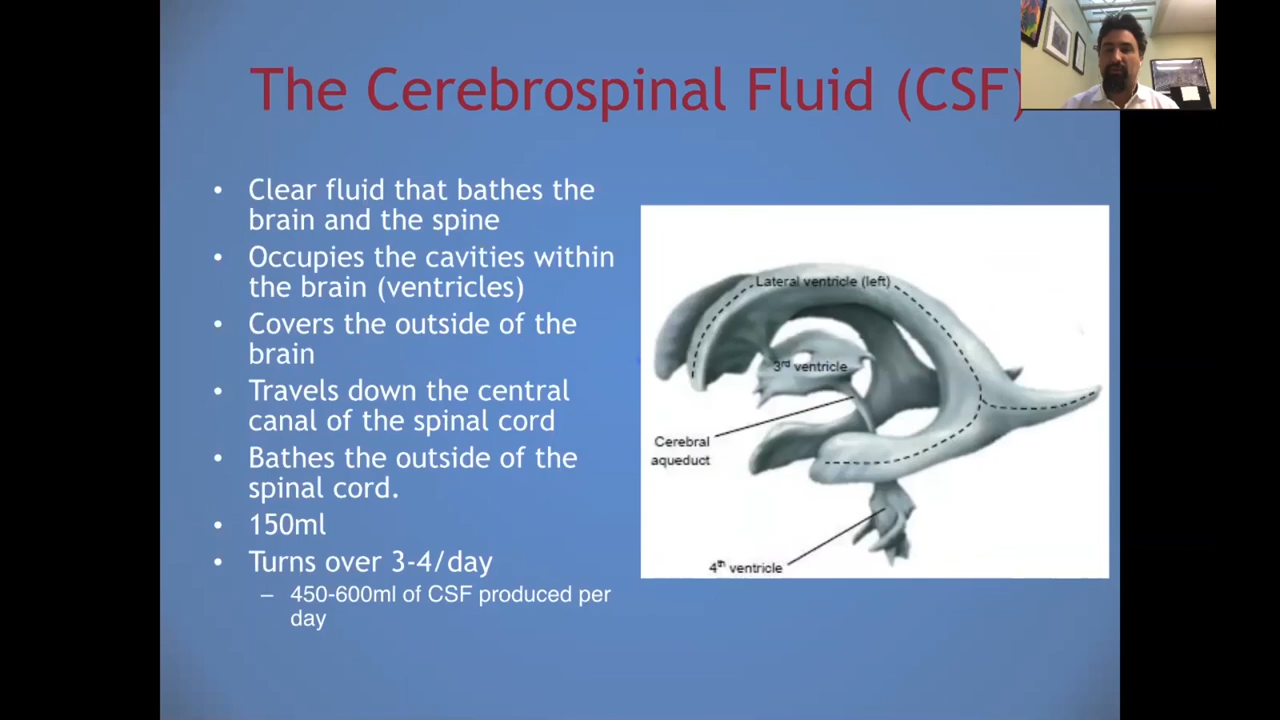 The Cerebrospinal Fluid (CSF)
• Clear fluid that bathes the
brain and the spine
• Occupies the cavities within
the brain (ventricles)
• Covers the outside of the
brain
• Travels down the central
canal of the spinal cord
• Bathes the outside of the
spinal cord.
• 150ml
• Turns over 3-4/day
– 450-600ml of CSF produced per
day
Lateral ventricle (left)
3rd ventricle
Cerebral
aqueduct
4th ventricle